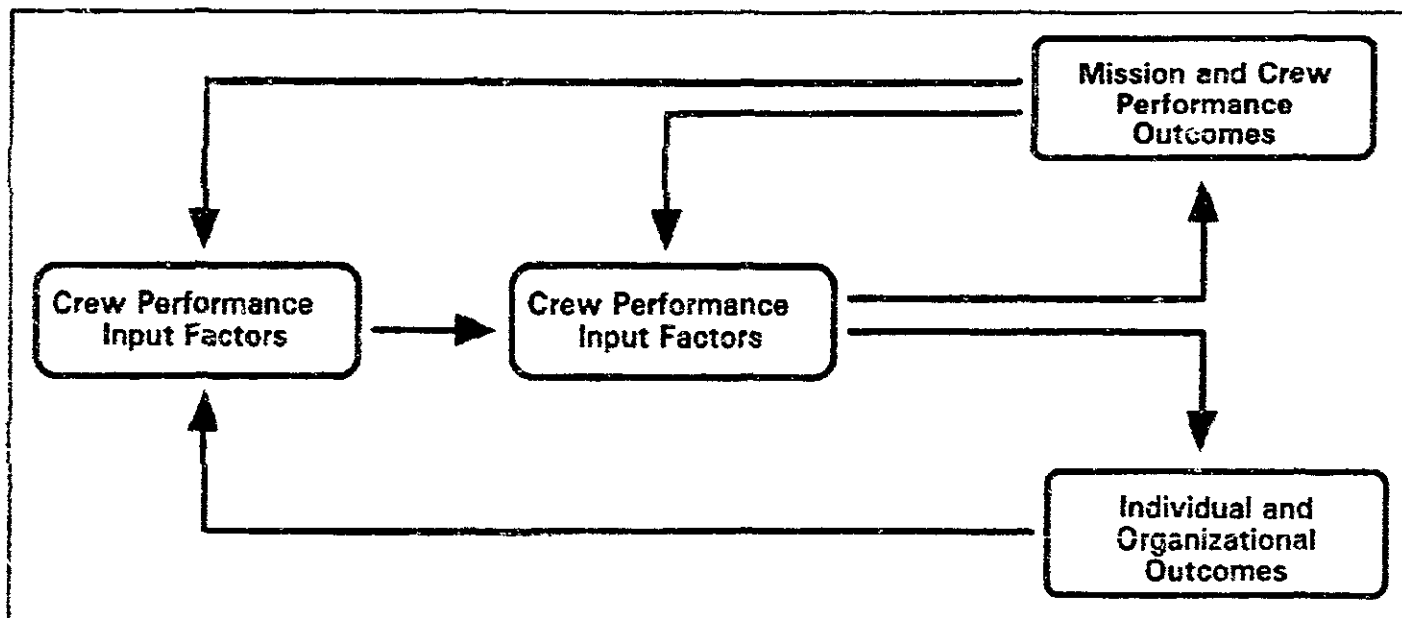 Mission and Crew
Performance
Outcomes
Crew Performance
Input Factors
Crew Performance
Input Factors
Individual and
Organizational
Outcomes